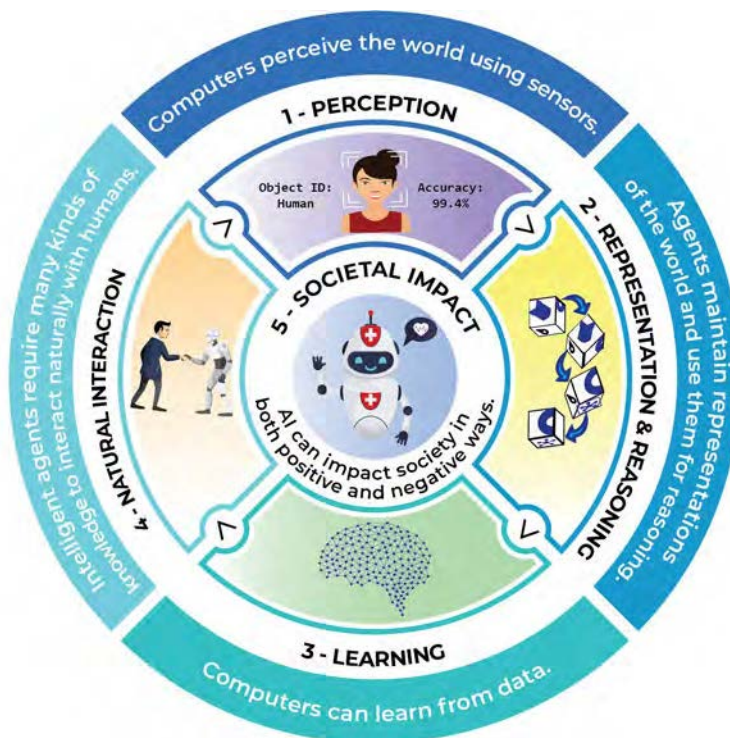 Computers perceive the world using sensors.
1 - PERCEPTION
Object ID:
Human
Accuracy:
99.4%
2 - REPRESENTATION & REASONING
Agents maintain representations
of the world and use them for reasoning.
3 - LEARNING
Computers can learn from data.
4 - NATURAL INTERACTION
Intelligent agents require many kinds of
knowledge to interact naturally with humans.
5 - SOCIETAL IMPACT
AI can impact society in
both positive and negative ways.